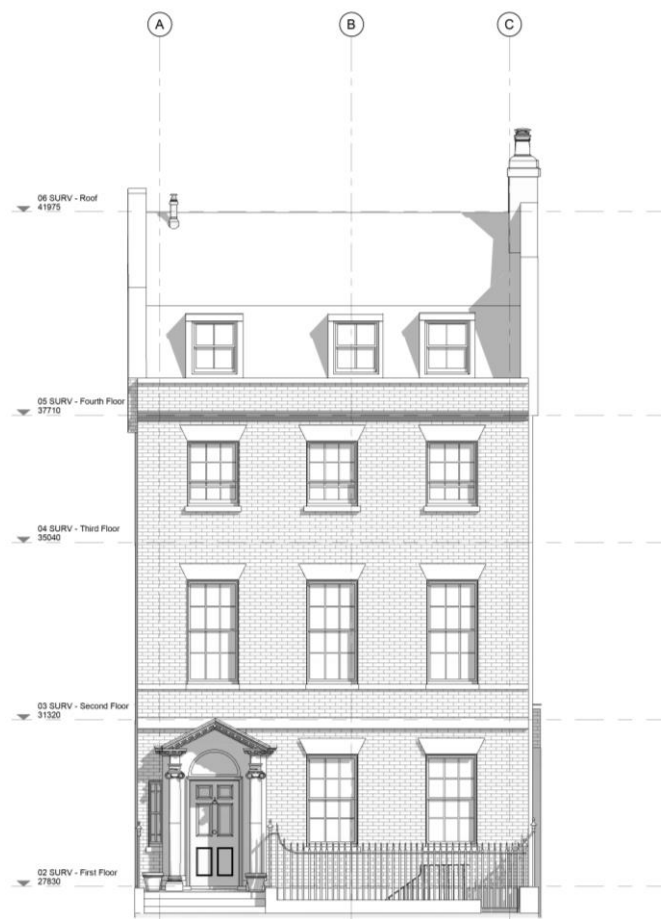 A
B
C
06 SURV - Roof
41975
05 SURV - Fourth Floor
37710
04 SURV - Third Floor
35040
03 SURV - Second Floor
31320
02 SURV - First Floor
27830